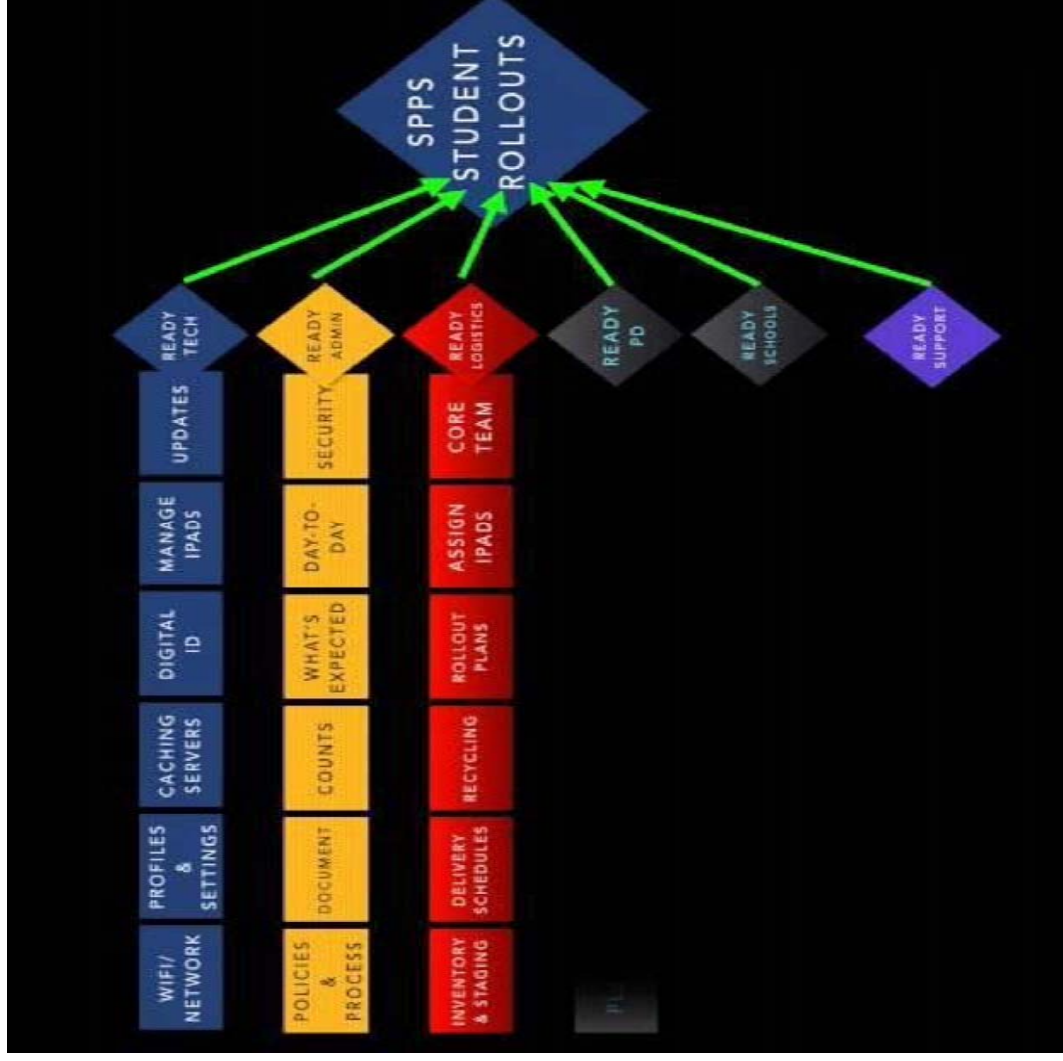 WIFI/
NETWORK
PROFILES
&
SETTINGS
CACHING
SERVERS
DIGITAL
ID
MANAGE
IPADS
UPDATES
READY
TECH
POLICIES
&
PROCESS
DOCUMENT
COUNTS
WHAT'S
EXPECTED
DAY-TO-
DAY
SECURITY
READY
ADMIN
INVENTORY
& STAGING
DELIVERY
SCHEDULES
RECYCLING
ROLLOUT
PLANS
ASSIGN
IPADS
CORE
TEAM
READY
LOGISTICS
READY
PD
READY
SCHOOLS
READY
SUPPORT
SPPS
STUDENT
ROLLOUTS